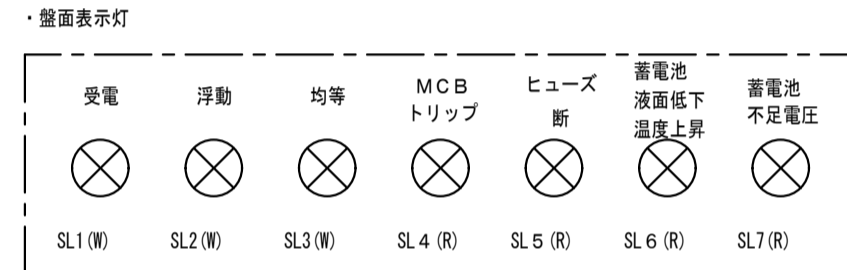 ・盤面表示灯
受電
浮動
均等
ＭＣＢ
トリップ
ヒューズ
断
蓄電池
液面低下
温度上昇
蓄電池
不足電圧
SL1(W)
SL2(W)
SL3(W)
SL４(R)
SL５(R)
SL６(R)
SL7(R)